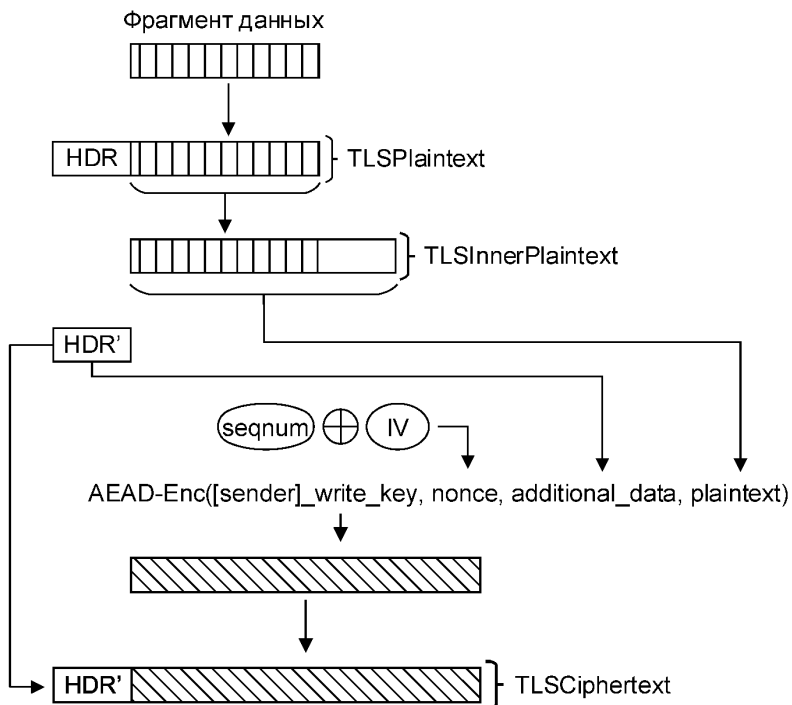 Фрагмент данных
HDR
TLSPlaintext
TLSInnerPlaintext
HDR'
seqnum
IV
AEAD-Enc([sender]_write_key, nonce, additional_data, plaintext)
HDR'
TLSCiphertext